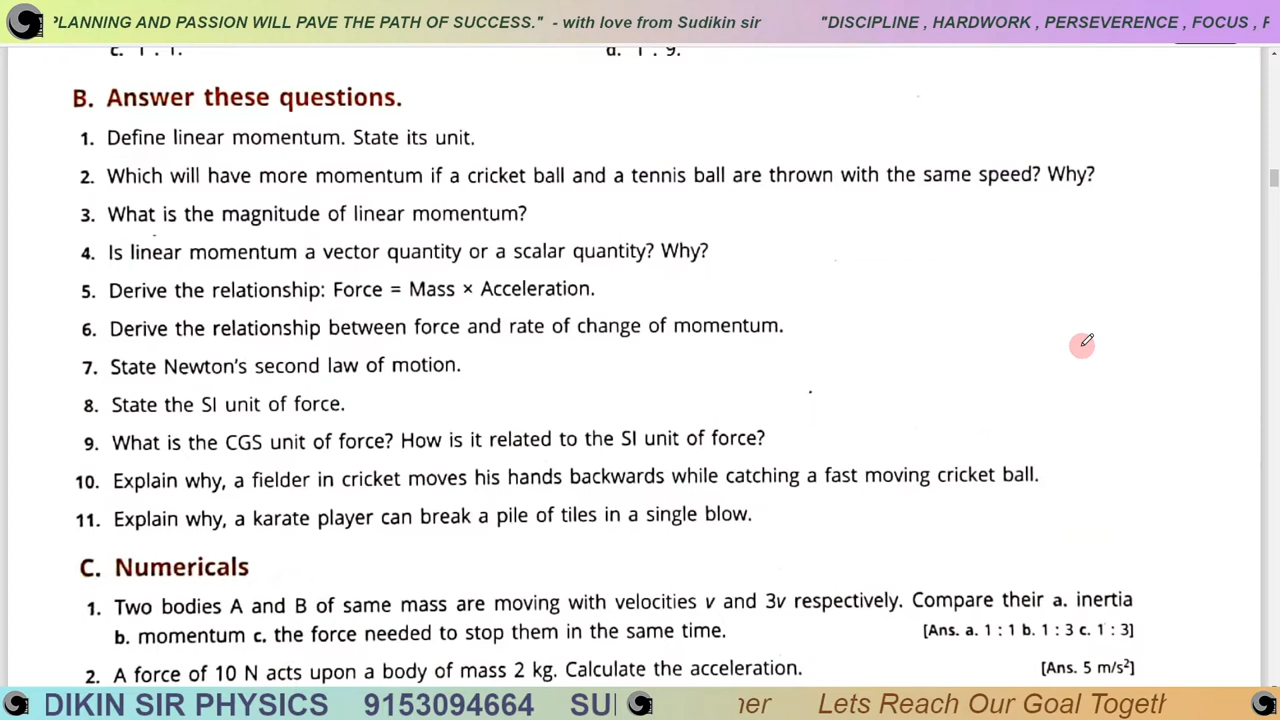 PLANNING AND PASSION WILL PAVE THE PATH OF SUCCESS." - with love from Sudikin sir "DISCIPLINE , HARDWORK , PERSEVERENCE , FOCUS ,
c. 1 : 1. d. 1 : 9.
B. Answer these questions.
1. Define linear momentum. State its unit.
2. Which will have more momentum if a cricket ball and a tennis ball are thrown with the same speed? Why?
3. What is the magnitude of linear momentum?
4. Is linear momentum a vector quantity or a scalar quantity? Why?
5. Derive the relationship: Force = Mass × Acceleration.
6. Derive the relationship between force and rate of change of momentum.
7. State Newton's second law of motion.
8. State the SI unit of force.
9. What is the CGS unit of force? How is it related to the SI unit of force?
10. Explain why, a fielder in cricket moves his hands backwards while catching a fast moving cricket ball.
11. Explain why, a karate player can break a pile of tiles in a single blow.
C. Numericals
1. Two bodies A and B of same mass are moving with velocities v and 3v respectively. Compare their a. inertia
b. momentum c. the force needed to stop them in the same time. [Ans. a. 1 : 1 b. 1 : 3 c. 1 : 3]
2. A force of 10 N acts upon a body of mass 2 kg. Calculate the acceleration. [Ans. 5 m/s²]
DIKIN SIR PHYSICS 9153094664 SU ner Lets Reach Our Goal Togeth